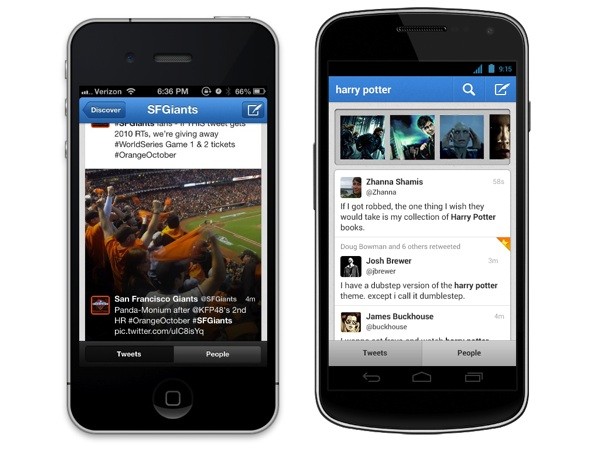 Verizon 6:36 PM 66%
Discover SFGiants
#SFGiants fans - If THIS tweet gets
2010 RTs, we're giving away
#WorldSeries Game 1 & 2 tickets
#OrangeOctober
San Francisco Giants @SFGiants 4m
Panda-Monium after @KFP48's 2nd
HR #OrangeOctober #SFGiants
pic.twitter.com/uIC8isYq
Tweets People
9:15
harry potter
Zhanna Shamis 58s
@Zhanna
If I got robbed, the one thing I wish they
would take is my collection of Harry Potter
books.
Doug Bowman and 6 others retweeted
Josh Brewer 3m
@jbrewer
I have a dubstep version of the harry potter
theme. except i call it dumblestep.
James Buckhouse 4m
@buckhouse
Tweets People